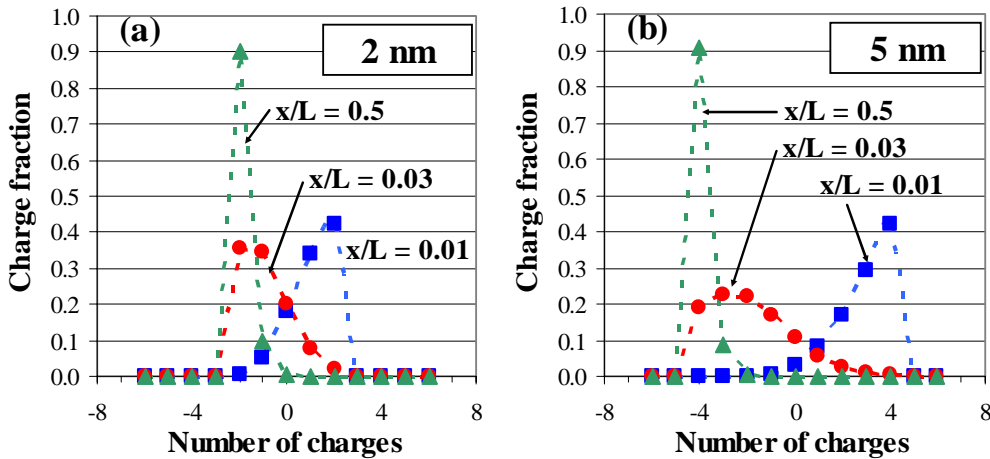 (a)
2 nm
Charge fraction
1.0
0.9
0.8
0.7
0.6
0.5
0.4
0.3
0.2
0.1
0.0
x/L = 0.5
x/L = 0.03
x/L = 0.01
-8
-4
0
4
8
Number of charges
(b)
5 nm
Charge fraction
1.0
0.9
0.8
0.7
0.6
0.5
0.4
0.3
0.2
0.1
0.0
x/L = 0.5
x/L = 0.03
x/L = 0.01
-8
-4
0
4
8
Number of charges